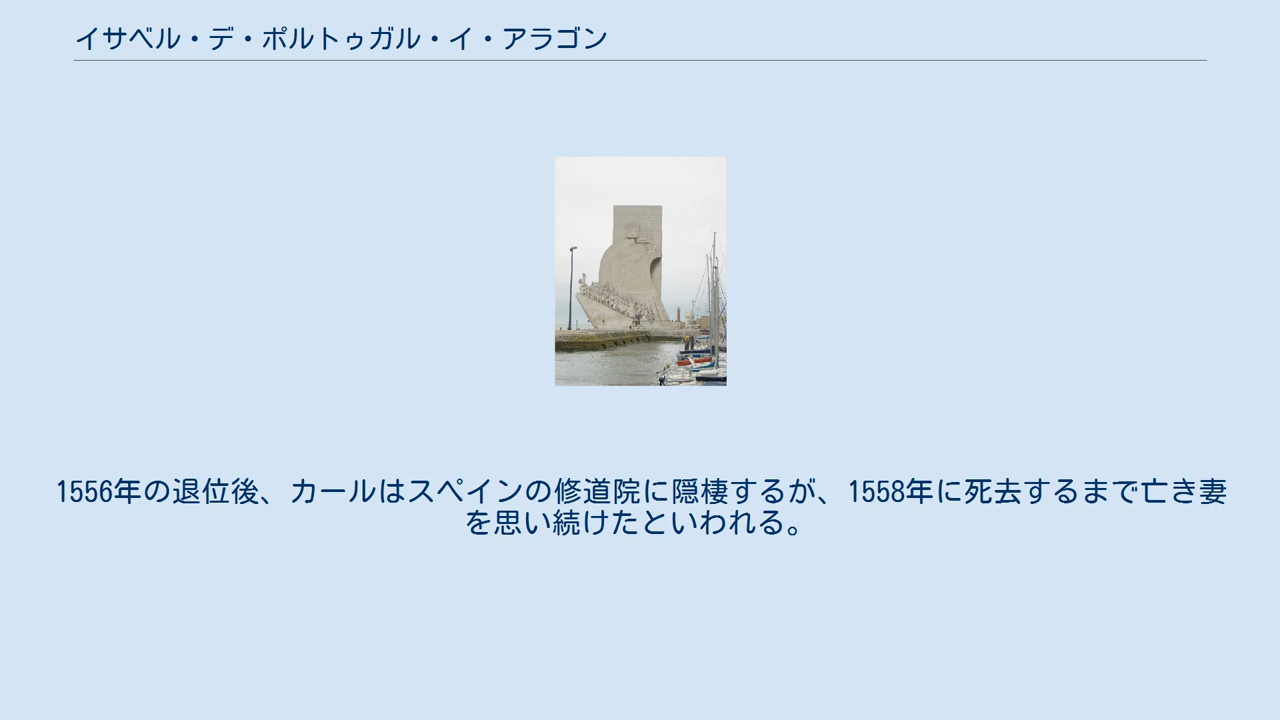 イサベル・デ・ポルトゥガル・イ・アラゴン
1556年の退位後、カールはスペインの修道院に隠棲するが、1558年に死去するまで亡き妻
を思い続けたといわれる。